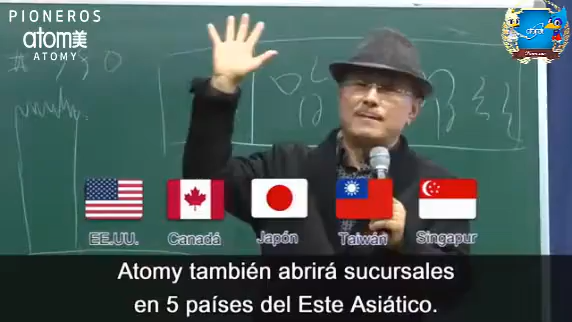 PIONEROS
atom美
ATOMY
EE.UU.
Canadá
Japón
Taiwán
Singapur
Atomy también abrirá sucursales
en 5 países del Este Asiático.